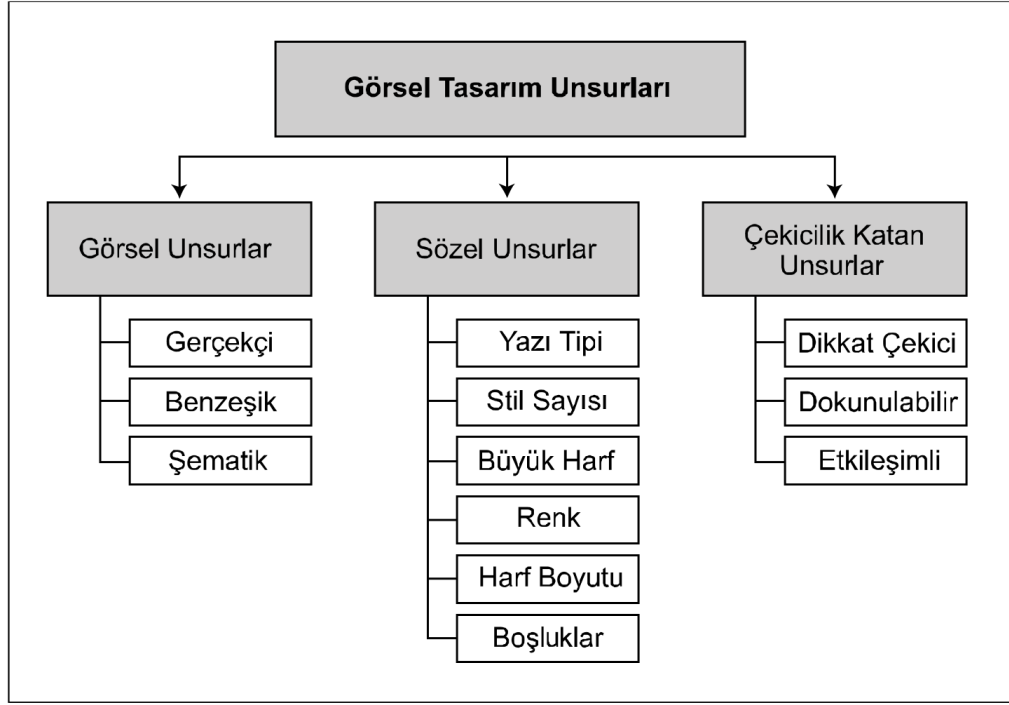 Görsel Tasarım Unsurları
Görsel Unsurlar
Gerçekçi
Benzeşik
Şematik
Sözel Unsurlar
Yazı Tipi
Stil Sayısı
Büyük Harf
Renk
Harf Boyutu
Boşluklar
Çekicilik Katan
Unsurlar
Dikkat Çekici
Dokunulabilir
Etkileşimli